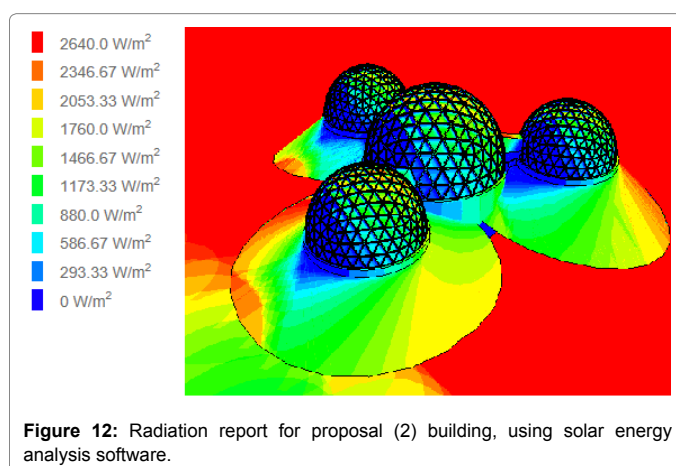 2640.0 W/m²
2346.67 W/m²
2053.33 W/m²
1760.0 W/m²
1466.67 W/m²
1173.33 W/m²
880.0 W/m²
586.67 W/m²
293.33 W/m²
0 W/m²
Figure 12: Radiation report for proposal (2) building, using solar energy
analysis software.